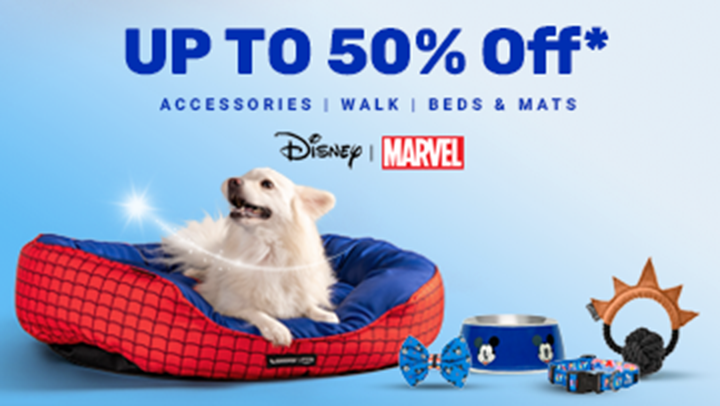 UP TO 50% Off*
ACCESSORIES | WALK | BEDS & MATS
Disney | MARVEL